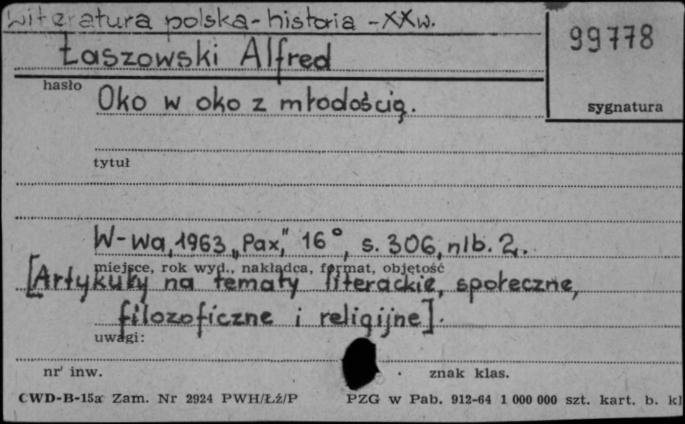 Literatura polska - historia - XX w.
Łaszowski Alfred
99778
hasło
Oko w oko z młodością.
sygnatura
tytuł
W-wa, 1963, „Pax", 16°, s. 306, nlb. 2.
miejsce, rok wyd., nakładca, format, objętość
[Artykuły na tematy literackie, społeczne,
filozoficzne i religijne].
uwagi:
nr inw.
znak klas.
CWD-B-15a Zam. Nr 2924 PWH/Łź/P
PZG w Pab. 912-64 1 000 000 szt. kart. b. kl